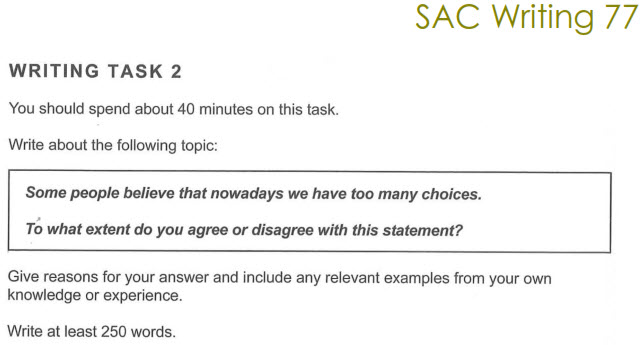 SAC Writing 77
WRITING TASK 2
You should spend about 40 minutes on this task.
Write about the following topic:
Some people believe that nowadays we have too many choices.
To what extent do you agree or disagree with this statement?
Give reasons for your answer and include any relevant examples from your own
knowledge or experience.
Write at least 250 words.